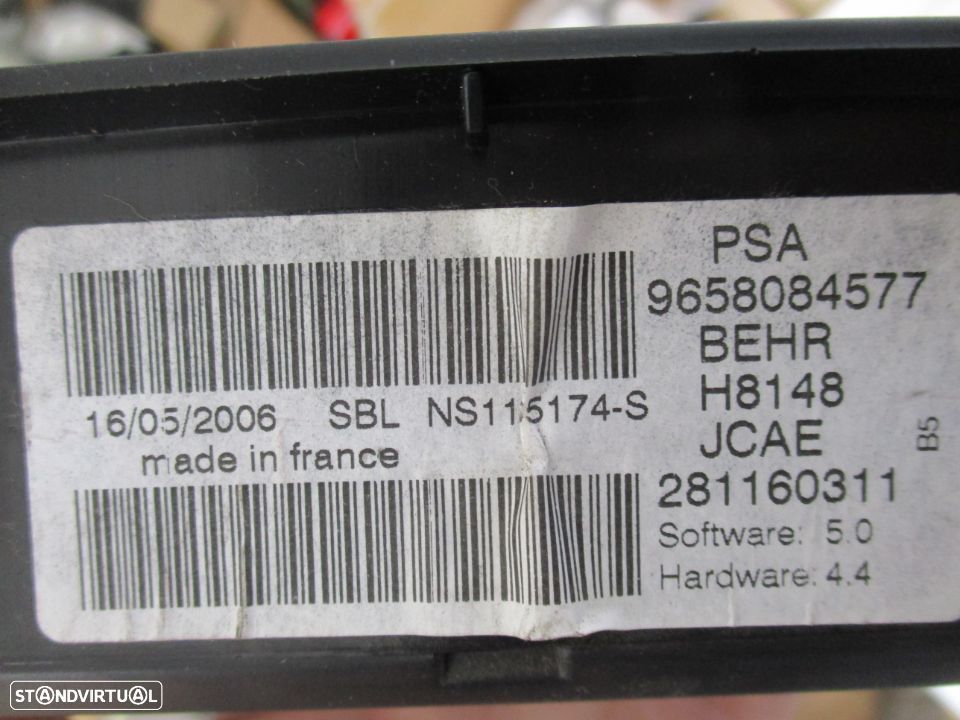 PSA
9658084577
BEHR
H8148
JCAE
281160311
Software: 5.0
Hardware: 4.4
B5
16/05/2006 SBL NS115174-S
made in france
STANDVIRTUAL